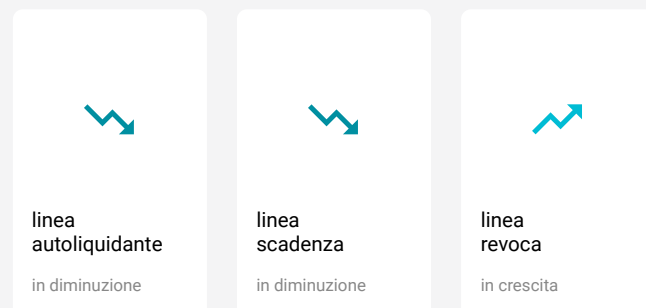 linea
autoliquidante
in diminuzione
linea
scadenza
in diminuzione
linea
revoca
in crescita